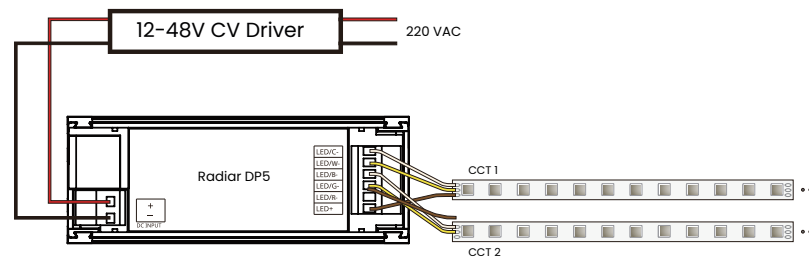 12-48V CV Driver
220 VAC
Radiar DP5
LED/C-
LED/W-
LED/B-
LED/G-
LED/R-
LED+
+
-
DC INPUT
CCT 1
CCT 2